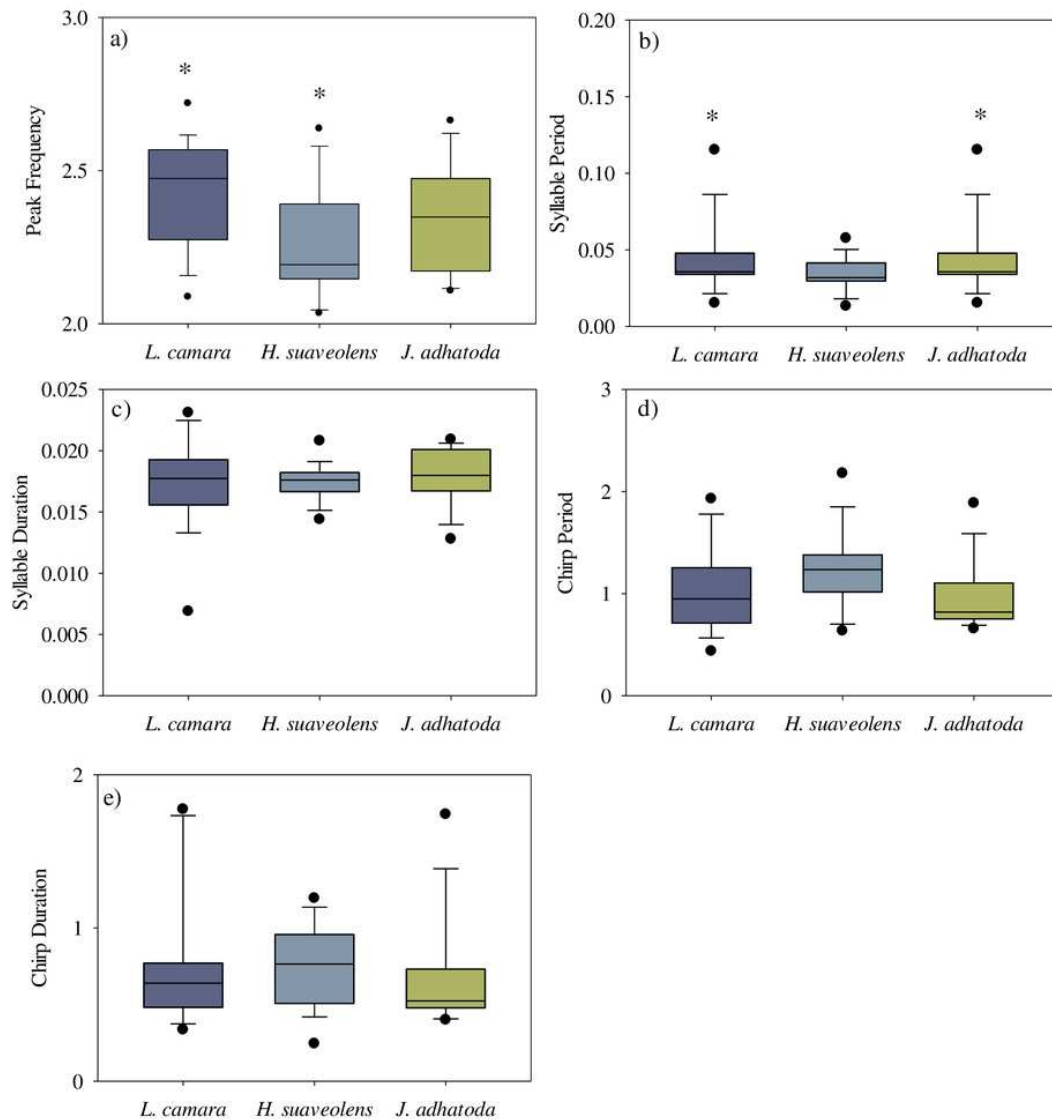 a)
*
*
Peak Frequency
3.0
2.5
2.0
L. camara H. suaveolens J. adhatoda
b)
*
*
Syllable Period
0.20
0.15
0.10
0.05
0.00
L. camara H. suaveolens J. adhatoda
c)
Syllable Duration
0.025
0.020
0.015
0.010
0.005
0.000
L. camara H. suaveolens J. adhatoda
d)
Chirp Period
3
2
1
0
L. camara H. suaveolens J. adhatoda
e)
Chirp Duration
2
1
0
L. camara H. suaveolens J. adhatoda